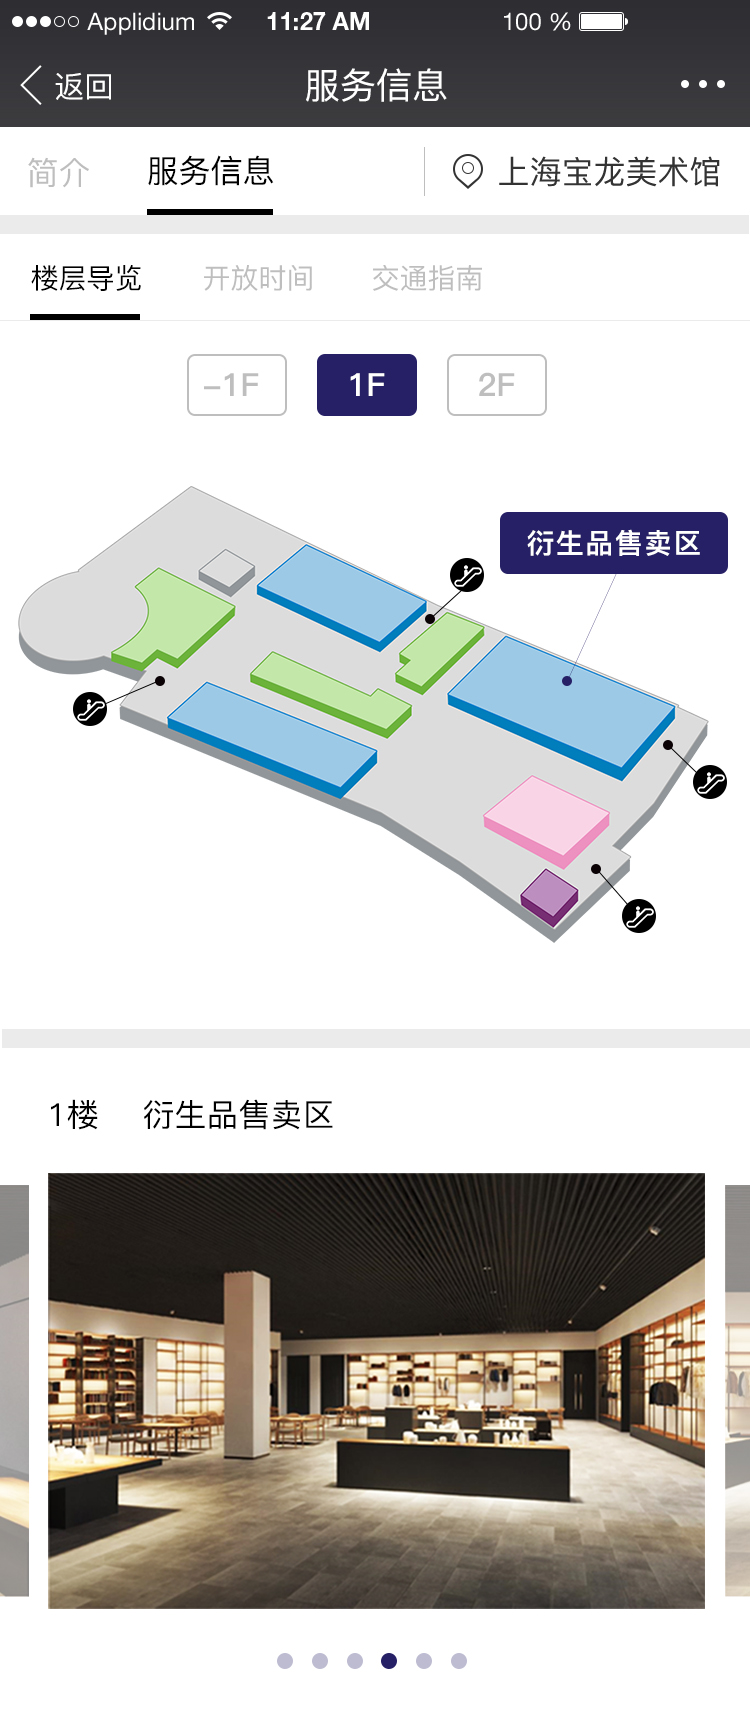 Applidium 11:27 AM 100 %
返回 服务信息
简介 服务信息 上海宝龙美术馆
楼层导览 开放时间 交通指南
–1F 1F 2F
衍生品售卖区
1楼 衍生品售卖区